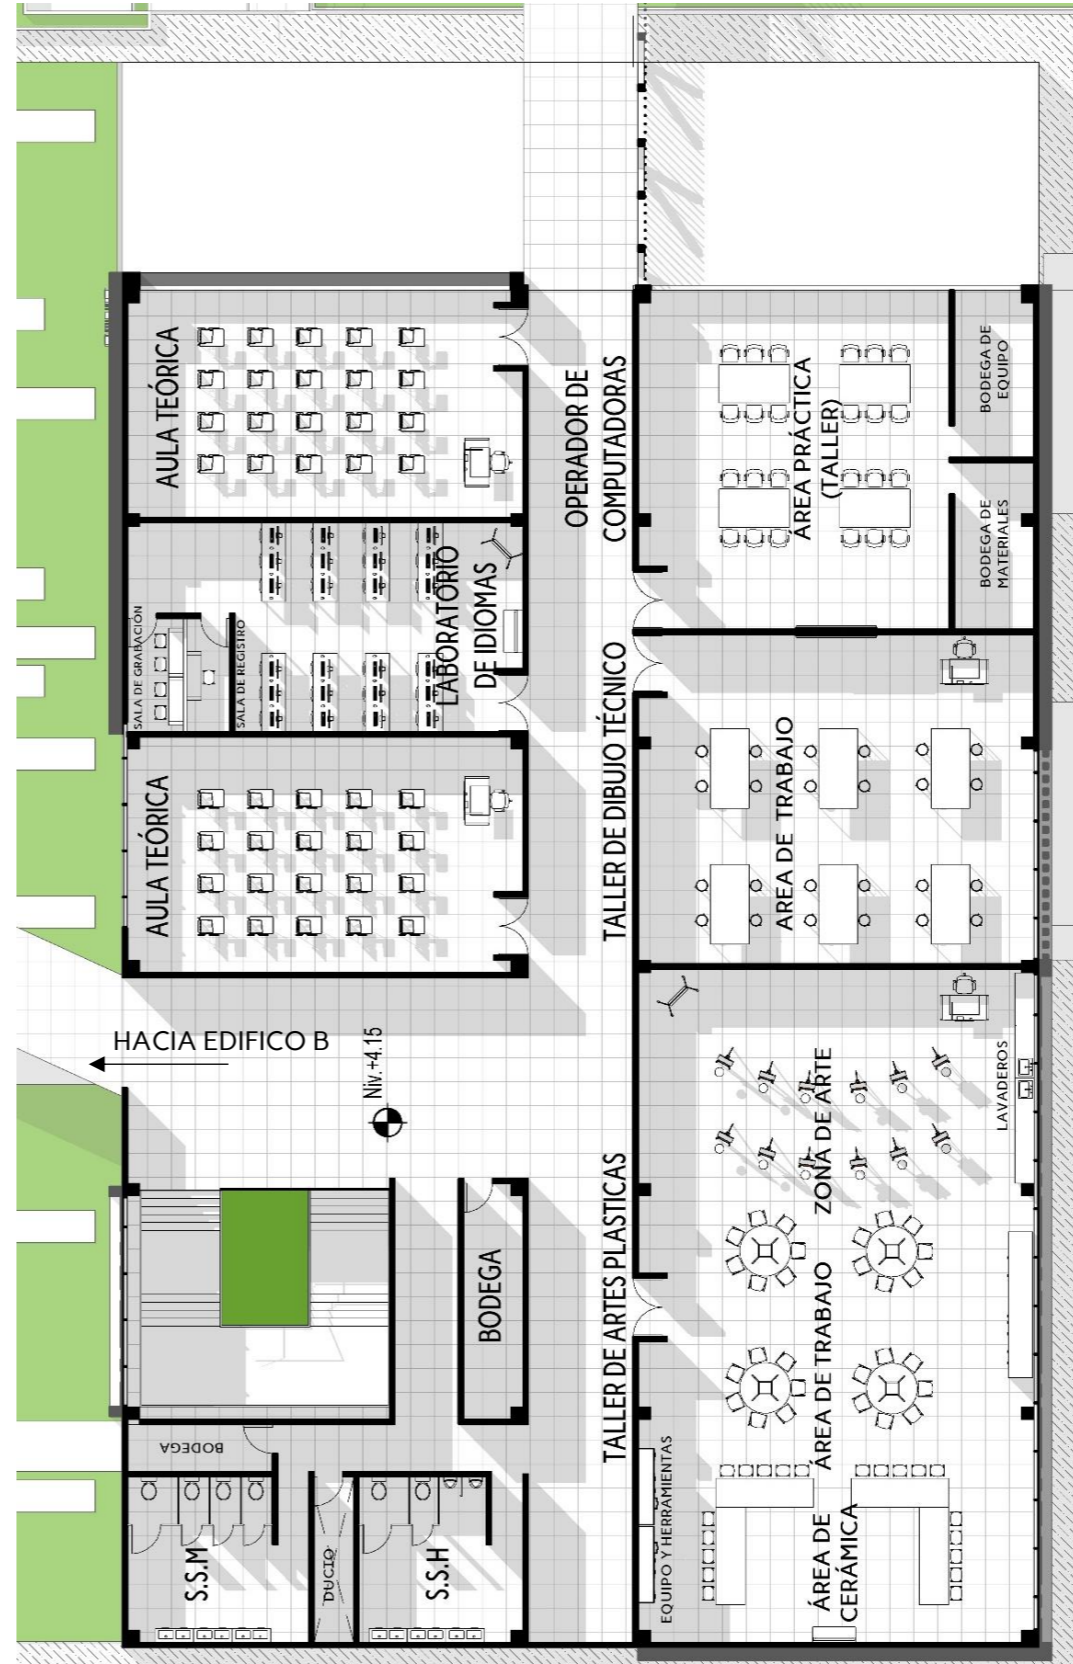 AULA TEÓRICA
OPERADOR DE
COMPUTADORAS
ÁREA PRÁCTICA
(TALLER)
BODEGA DE
EQUIPO
BODEGA DE
MATERIALES
SALA DE GRABACIÓN
SALA DE REGISTRO
LABORATORIO
DE IDIOMAS
TALLER DE DIBUJO TÉCNICO
ÁREA DE TRABAJO
AULA TEÓRICA
HACIA EDIFICO B
Niv.+4.15
LAVADEROS
ZONA DE ARTE
TALLER DE ARTES PLASTICAS
ÁREA DE TRABAJO
BODEGA
BODEGA
EQUIPO Y HERRAMIENTAS
ÁREA DE
CERÁMICA
S.S.M
DUCTO
S.S.H